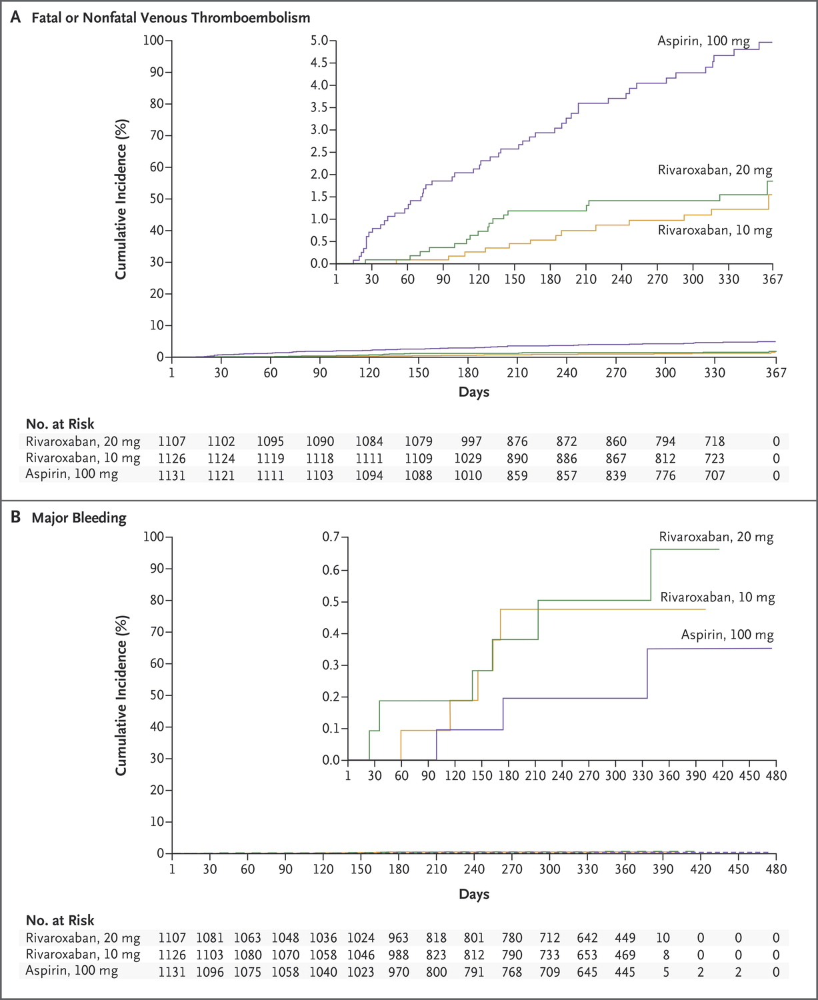 A Fatal or Nonfatal Venous Thromboembolism
Cumulative Incidence (%)
100
90
80
70
60
50
40
30
20
10
0
5.0
4.5
4.0
3.5
3.0
2.5
2.0
1.5
1.0
0.5
0.0
Aspirin, 100 mg
Rivaroxaban, 20 mg
Rivaroxaban, 10 mg
1 30 60 90 120 150 180 210 240 270 300 330 367
1 30 60 90 120 150 180 210 240 270 300 330 367
Days
No. at Risk
Rivaroxaban, 20 mg 1107 1102 1095 1090 1084 1079 997 876 872 860 794 718 0
Rivaroxaban, 10 mg 1126 1124 1119 1118 1111 1109 1029 890 886 867 812 723 0
Aspirin, 100 mg 1131 1121 1111 1103 1094 1088 1010 859 857 839 776 707 0
B Major Bleeding
Cumulative Incidence (%)
100
90
80
70
60
50
40
30
20
10
0
0.7
0.6
0.5
0.4
0.3
0.2
0.1
0.0
Rivaroxaban, 20 mg
Rivaroxaban, 10 mg
Aspirin, 100 mg
1 30 60 90 120 150 180 210 240 270 300 330 360 390 420 450 480
1 30 60 90 120 150 180 210 240 270 300 330 360 390 420 450 480
Days
No. at Risk
Rivaroxaban, 20 mg 1107 1081 1063 1048 1036 1024 963 818 801 780 712 642 449 10 0 0 0
Rivaroxaban, 10 mg 1126 1103 1080 1070 1058 1046 988 823 812 790 733 653 469 8 0 0 0
Aspirin, 100 mg 1131 1096 1075 1058 1040 1023 970 800 791 768 709 645 445 5 2 2 0